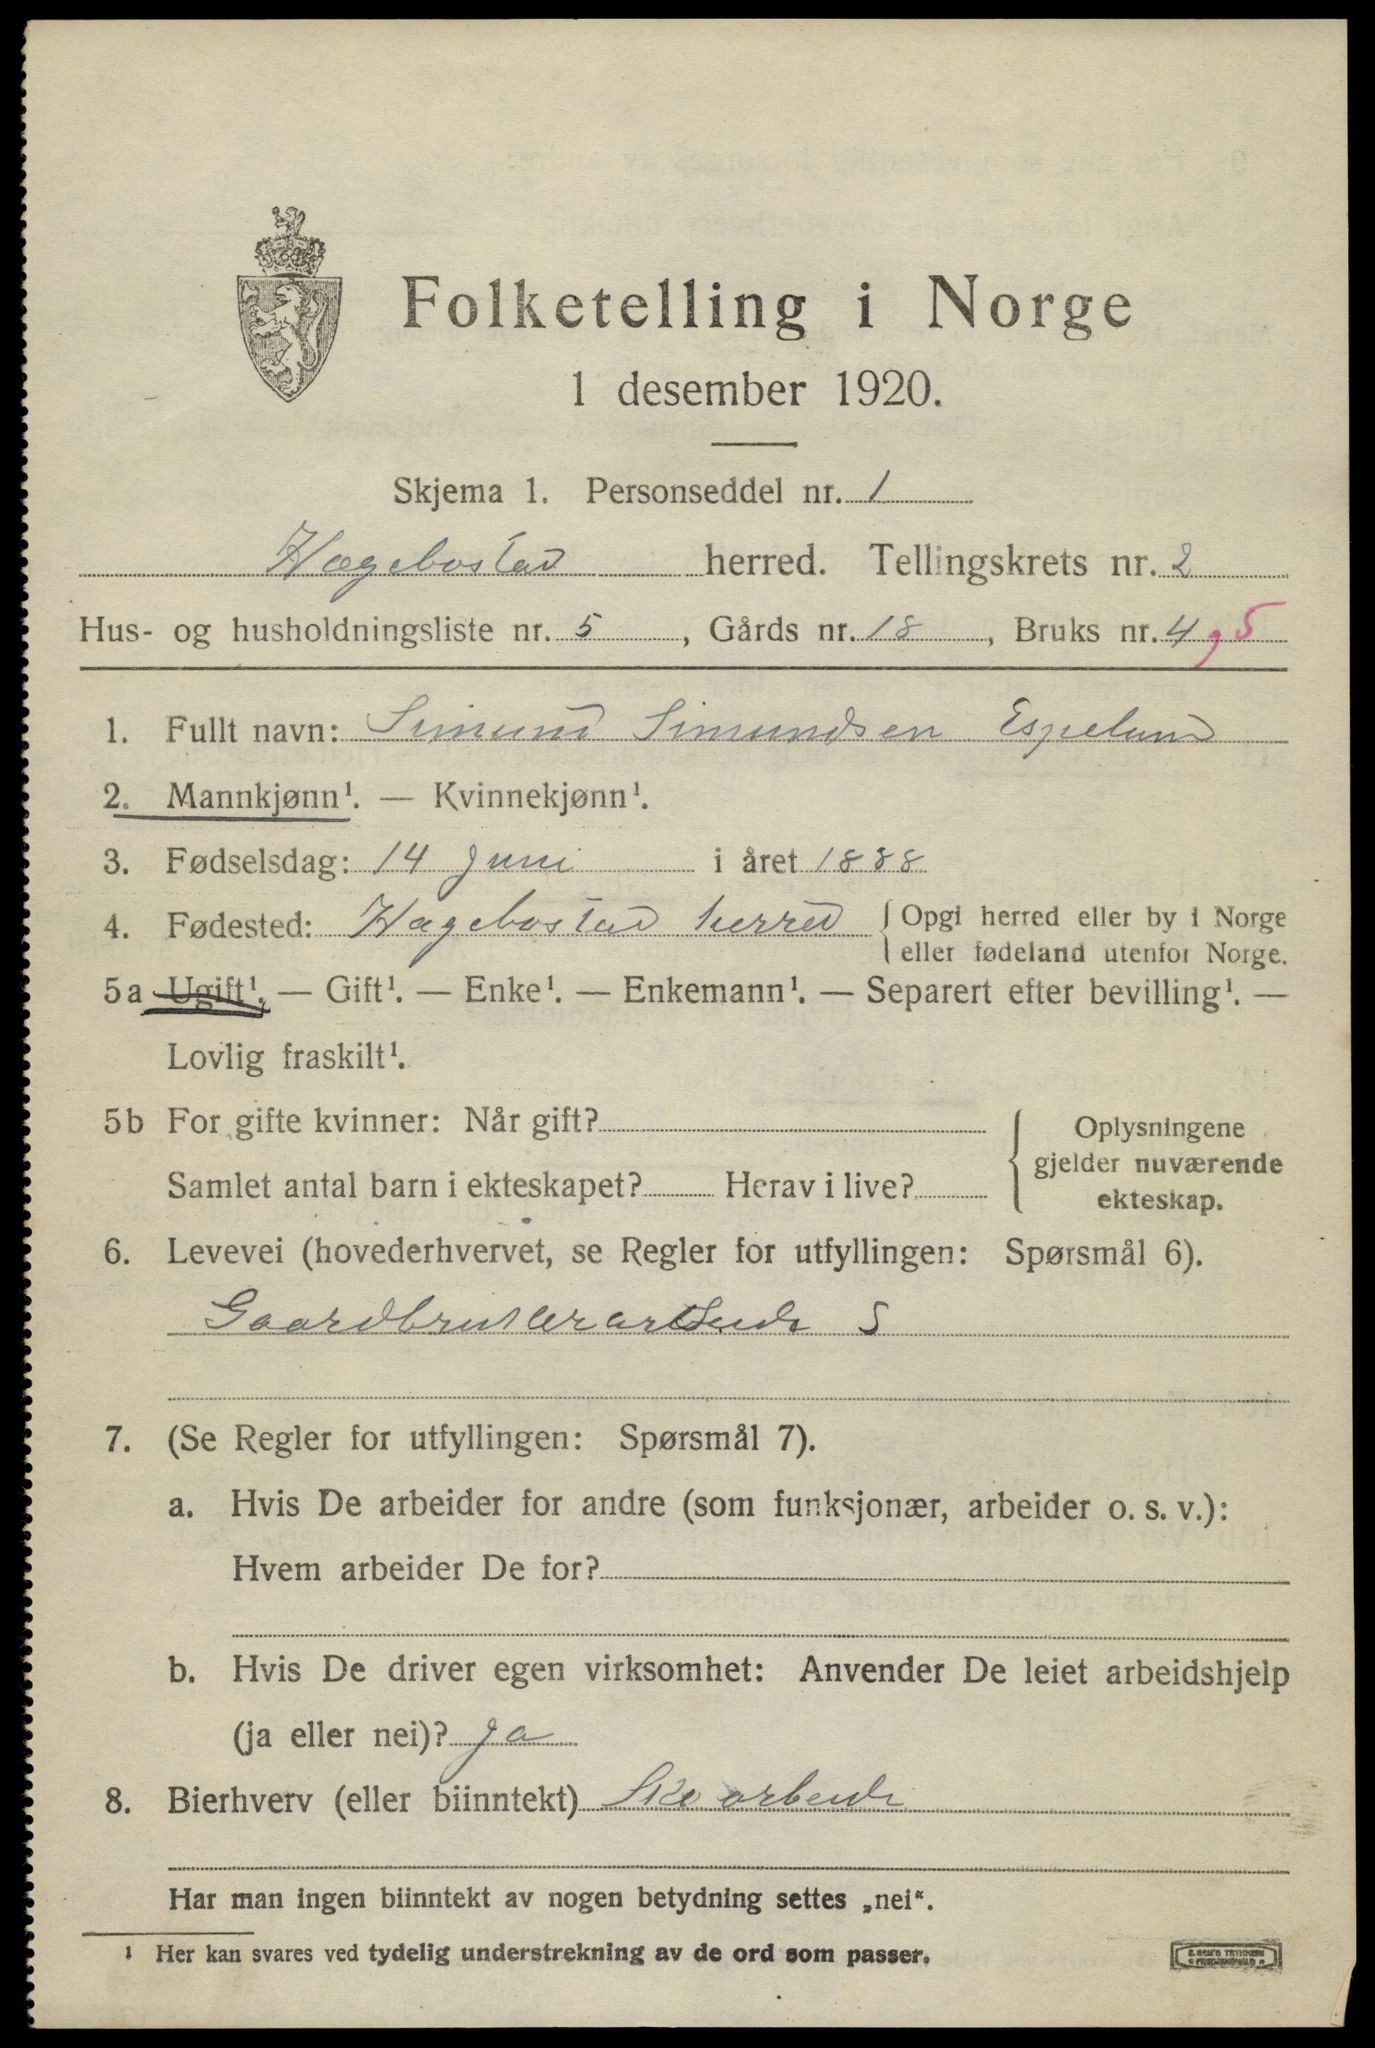 Folketelling i Norge
1 desember 1920.
Skjema 1. Personseddel nr. 1
Hægebostad herred. Tellingskrets nr. 2
Hus- og husholdningsliste nr. 5, Gårds nr. 18, Bruks nr. 4, 5
1. Fullt navn: Simund Simundsen Espelund
2. Mannkjønn¹. — Kvinnekjønn¹.
3. Fødselsdag: 14 Juni i året 1888
4. Fødested: Hægebostad herred { Opgi herred eller by i Norge
eller fødeland utenfor Norge.
5a Ugift¹. — Gift¹. — Enke¹. — Enkemann¹. — Separert efter bevilling¹. —
Lovlig fraskilt¹.
5b For gifte kvinner: Når gift?
Samlet antal barn i ekteskapet? Herav i live?
Oplysningene
gjelder nuværende
ekteskap.
6. Levevei (hovederhvervet, se Regler for utfyllingen: Spørsmål 6).
S
7. (Se Regler for utfyllingen: Spørsmål 7).
a. Hvis De arbeider for andre (som funksjonær, arbeider o. s. v.):
Hvem arbeider De for?
b. Hvis De driver egen virksomhet: Anvender De leiet arbeidshjelp
(ja eller nei)? Ja
8. Bierhverv (eller biinntekt)
Har man ingen biinntekt av nogen betydning settes „nei“.
¹ Her kan svares ved tydelig understrekning av de ord som passer.